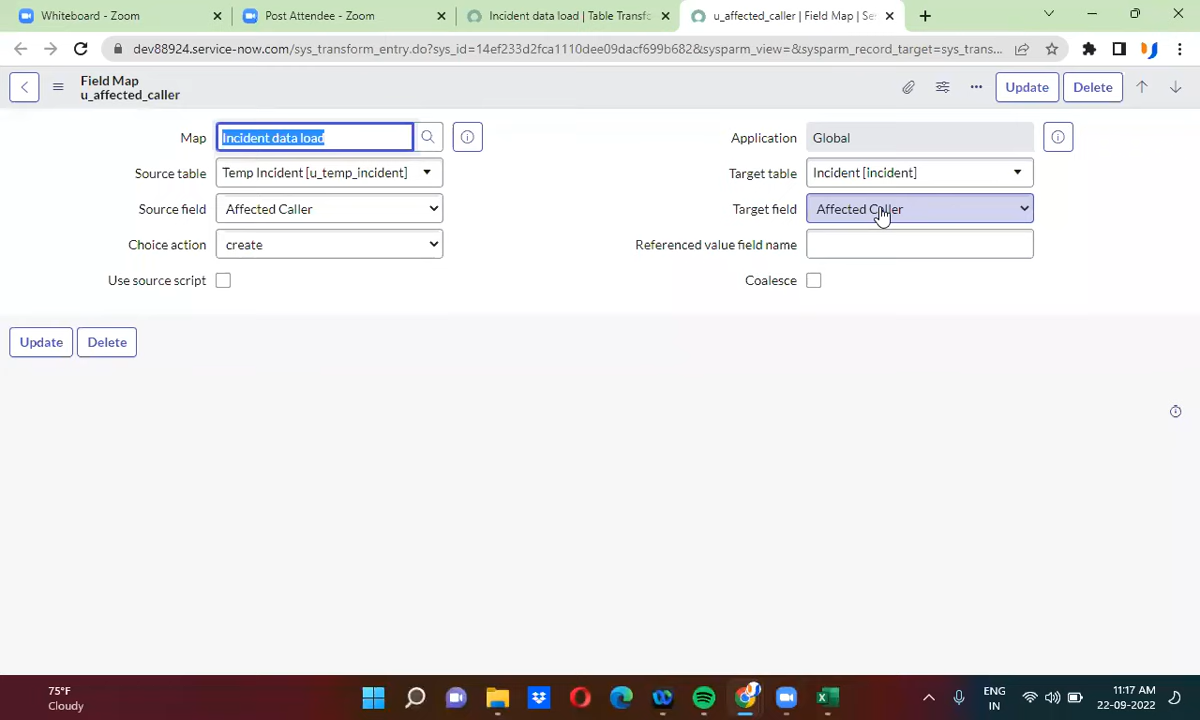 Whiteboard - Zoom
Post Attendee - Zoom
Incident data load | Table Transfo
u_affected_caller | Field Map | Se
dev88924.service-now.com/sys_transform_entry.do?sys_id=14ef233d2fca1110dee09dacf699b682&sysparm_view=&sysparm_record_target=sys_trans...
Field Map
u_affected_caller
Update
Delete
Map
Incident data load
Application
Global
Source table
Temp Incident [u_temp_incident]
Target table
Incident [incident]
Source field
Affected Caller
Target field
Affected Caller
Choice action
create
Referenced value field name
Use source script
Coalesce
Update
Delete
75°F
Cloudy
ENG
IN
11:17 AM
22-09-2022